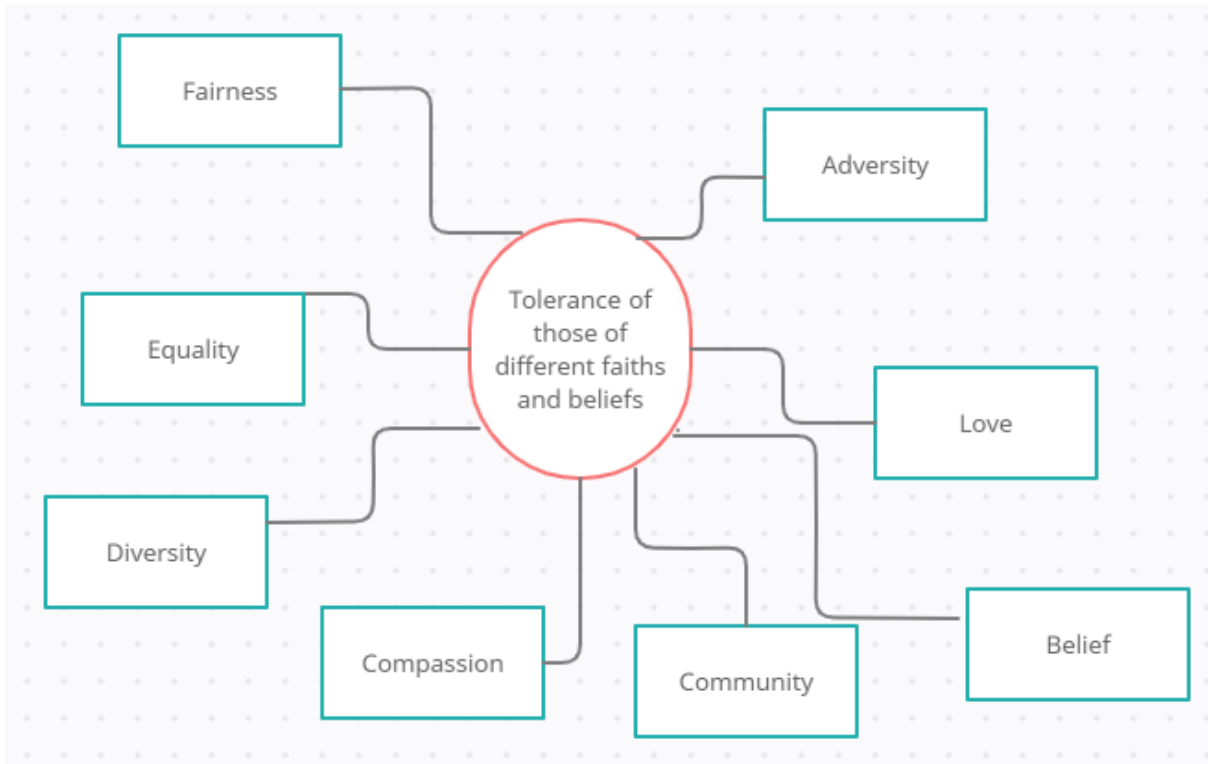 Fairness
Adversity
Tolerance of
those of
different faiths
and beliefs
Equality
Love
Diversity
Compassion
Community
Belief